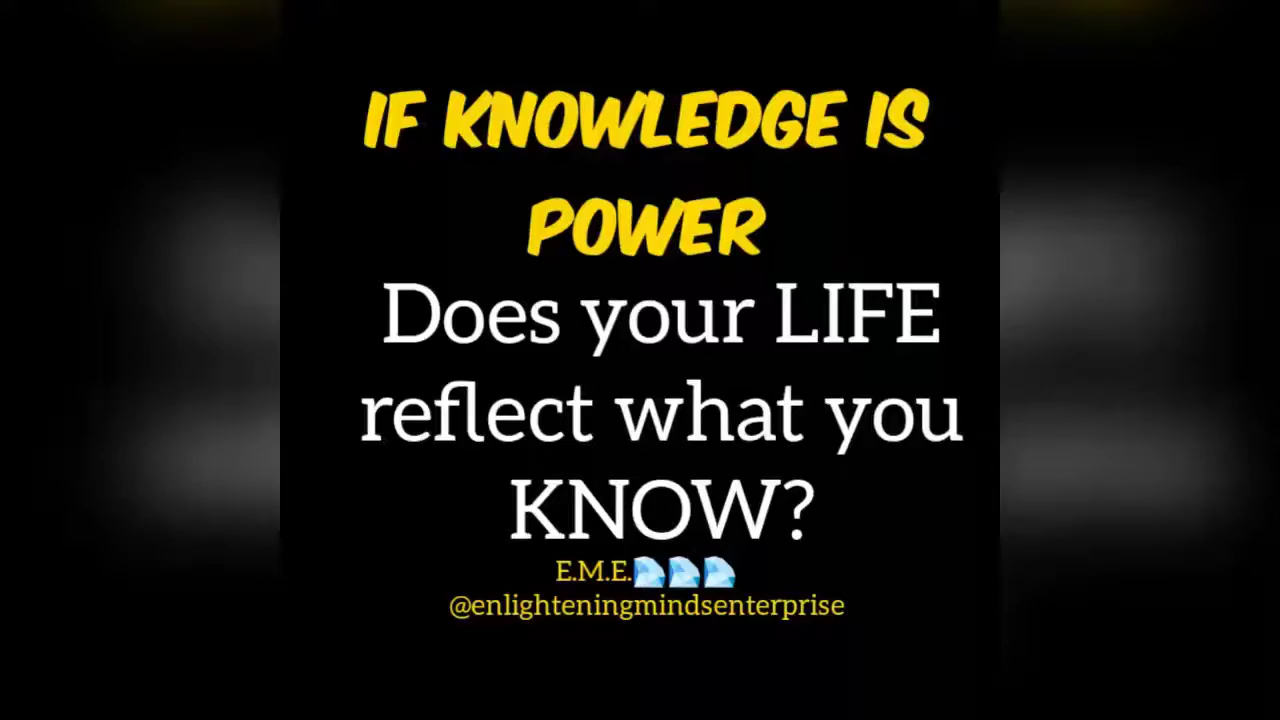 IF KNOWLEDGE IS
POWER
Does your LIFE
reflect what you
KNOW?
E.M.E.💎💎💎
@enlighteningmindsenterprise